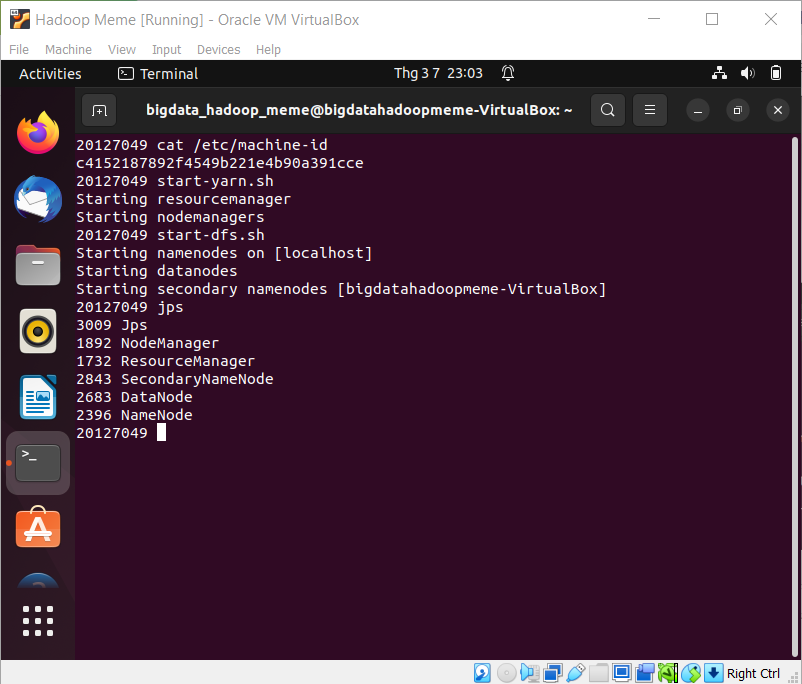 Hadoop Meme [Running] - Oracle VM VirtualBox
File Machine View Input Devices Help
Activities Terminal Thg 3 7 23:03
bigdata_hadoop_meme@bigdatahadoopmeme-VirtualBox: ~
20127049 cat /etc/machine-id
c4152187892f4549b221e4b90a391cce
20127049 start-yarn.sh
Starting resourcemanager
Starting nodemanagers
20127049 start-dfs.sh
Starting namenodes on [localhost]
Starting datanodes
Starting secondary namenodes [bigdatahadoopmeme-VirtualBox]
20127049 jps
3009 Jps
1892 NodeManager
1732 ResourceManager
2843 SecondaryNameNode
2683 DataNode
2396 NameNode
20127049
Right Ctrl